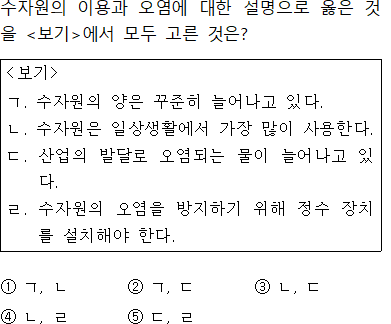 수자원의 이용과 오염에 대한 설명으로 옳은 것
을 <보기>에서 모두 고른 것은?
<보기>
ㄱ. 수자원의 양은 꾸준히 늘어나고 있다.
ㄴ. 수자원은 일상생활에서 가장 많이 사용한다.
ㄷ. 산업의 발달로 오염되는 물이 늘어나고 있
다.
ㄹ. 수자원의 오염을 방지하기 위해 정수 장치
를 설치해야 한다.
① ㄱ, ㄴ ② ㄱ, ㄷ ③ ㄴ, ㄷ
④ ㄴ, ㄹ ⑤ ㄷ, ㄹ